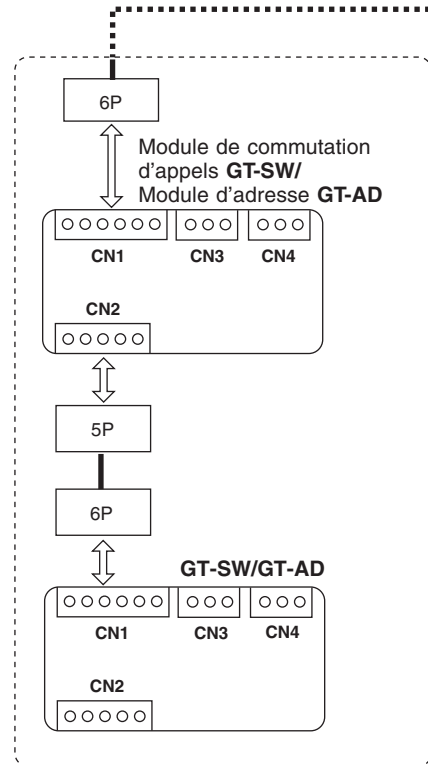 6P
Module de commutation
d'appels GT-SW/
Module d'adresse GT-AD
CN1 CN3 CN4
CN2
5P
6P
GT-SW/GT-AD
CN1 CN3 CN4
CN2